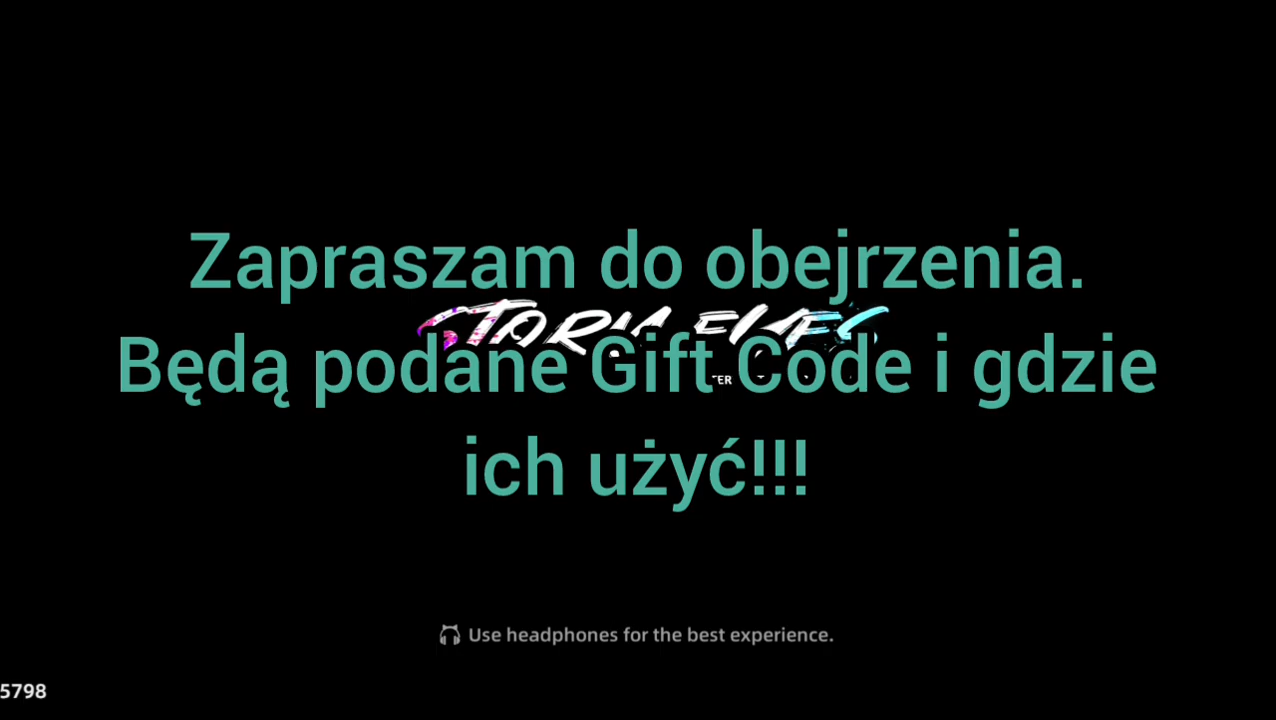 Zapraszam do obejrzenia.
Będą podane Gift Code i gdzie
ich użyć!!!
Use headphones for the best experience.
5798